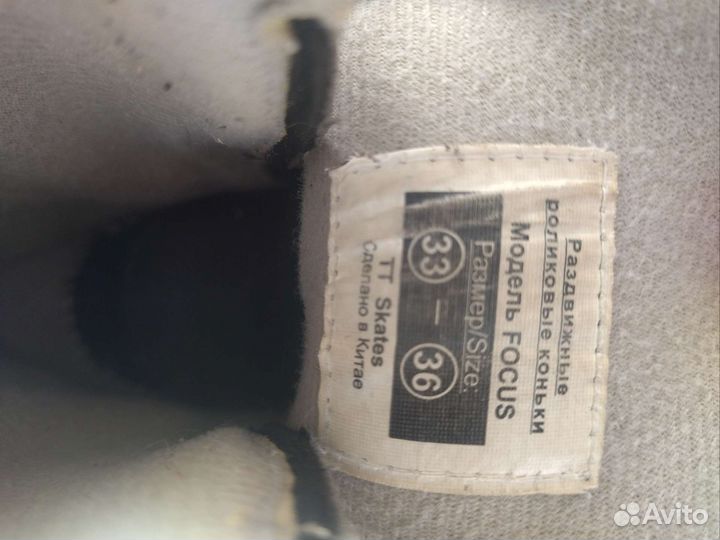 Раздвижные
роликовые коньки
Модель FOCUS
Размер/Size:
33 – 36
TT Skates
Сделано в Китае
Avito